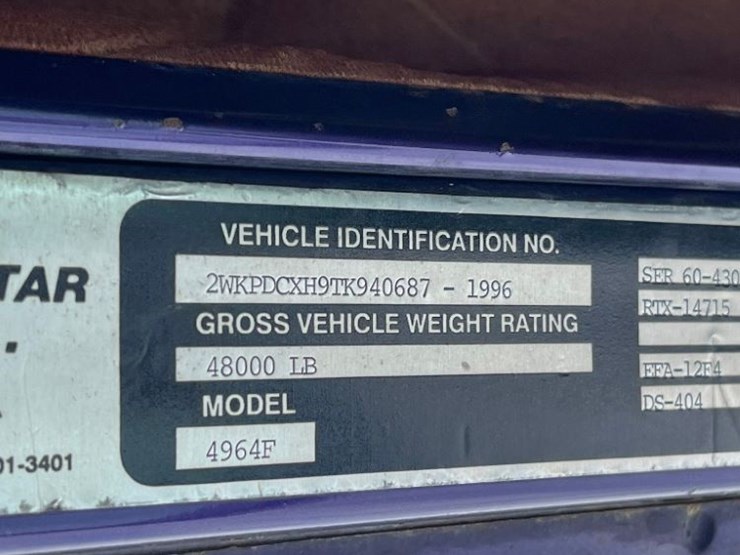 TAR
01-3401
VEHICLE IDENTIFICATION NO.
2WKPDCXH9TK940687 - 1996
GROSS VEHICLE WEIGHT RATING
48000 LB
MODEL
4964F
SER 60-430
RTX-14715
EFA-12F4
DS-404